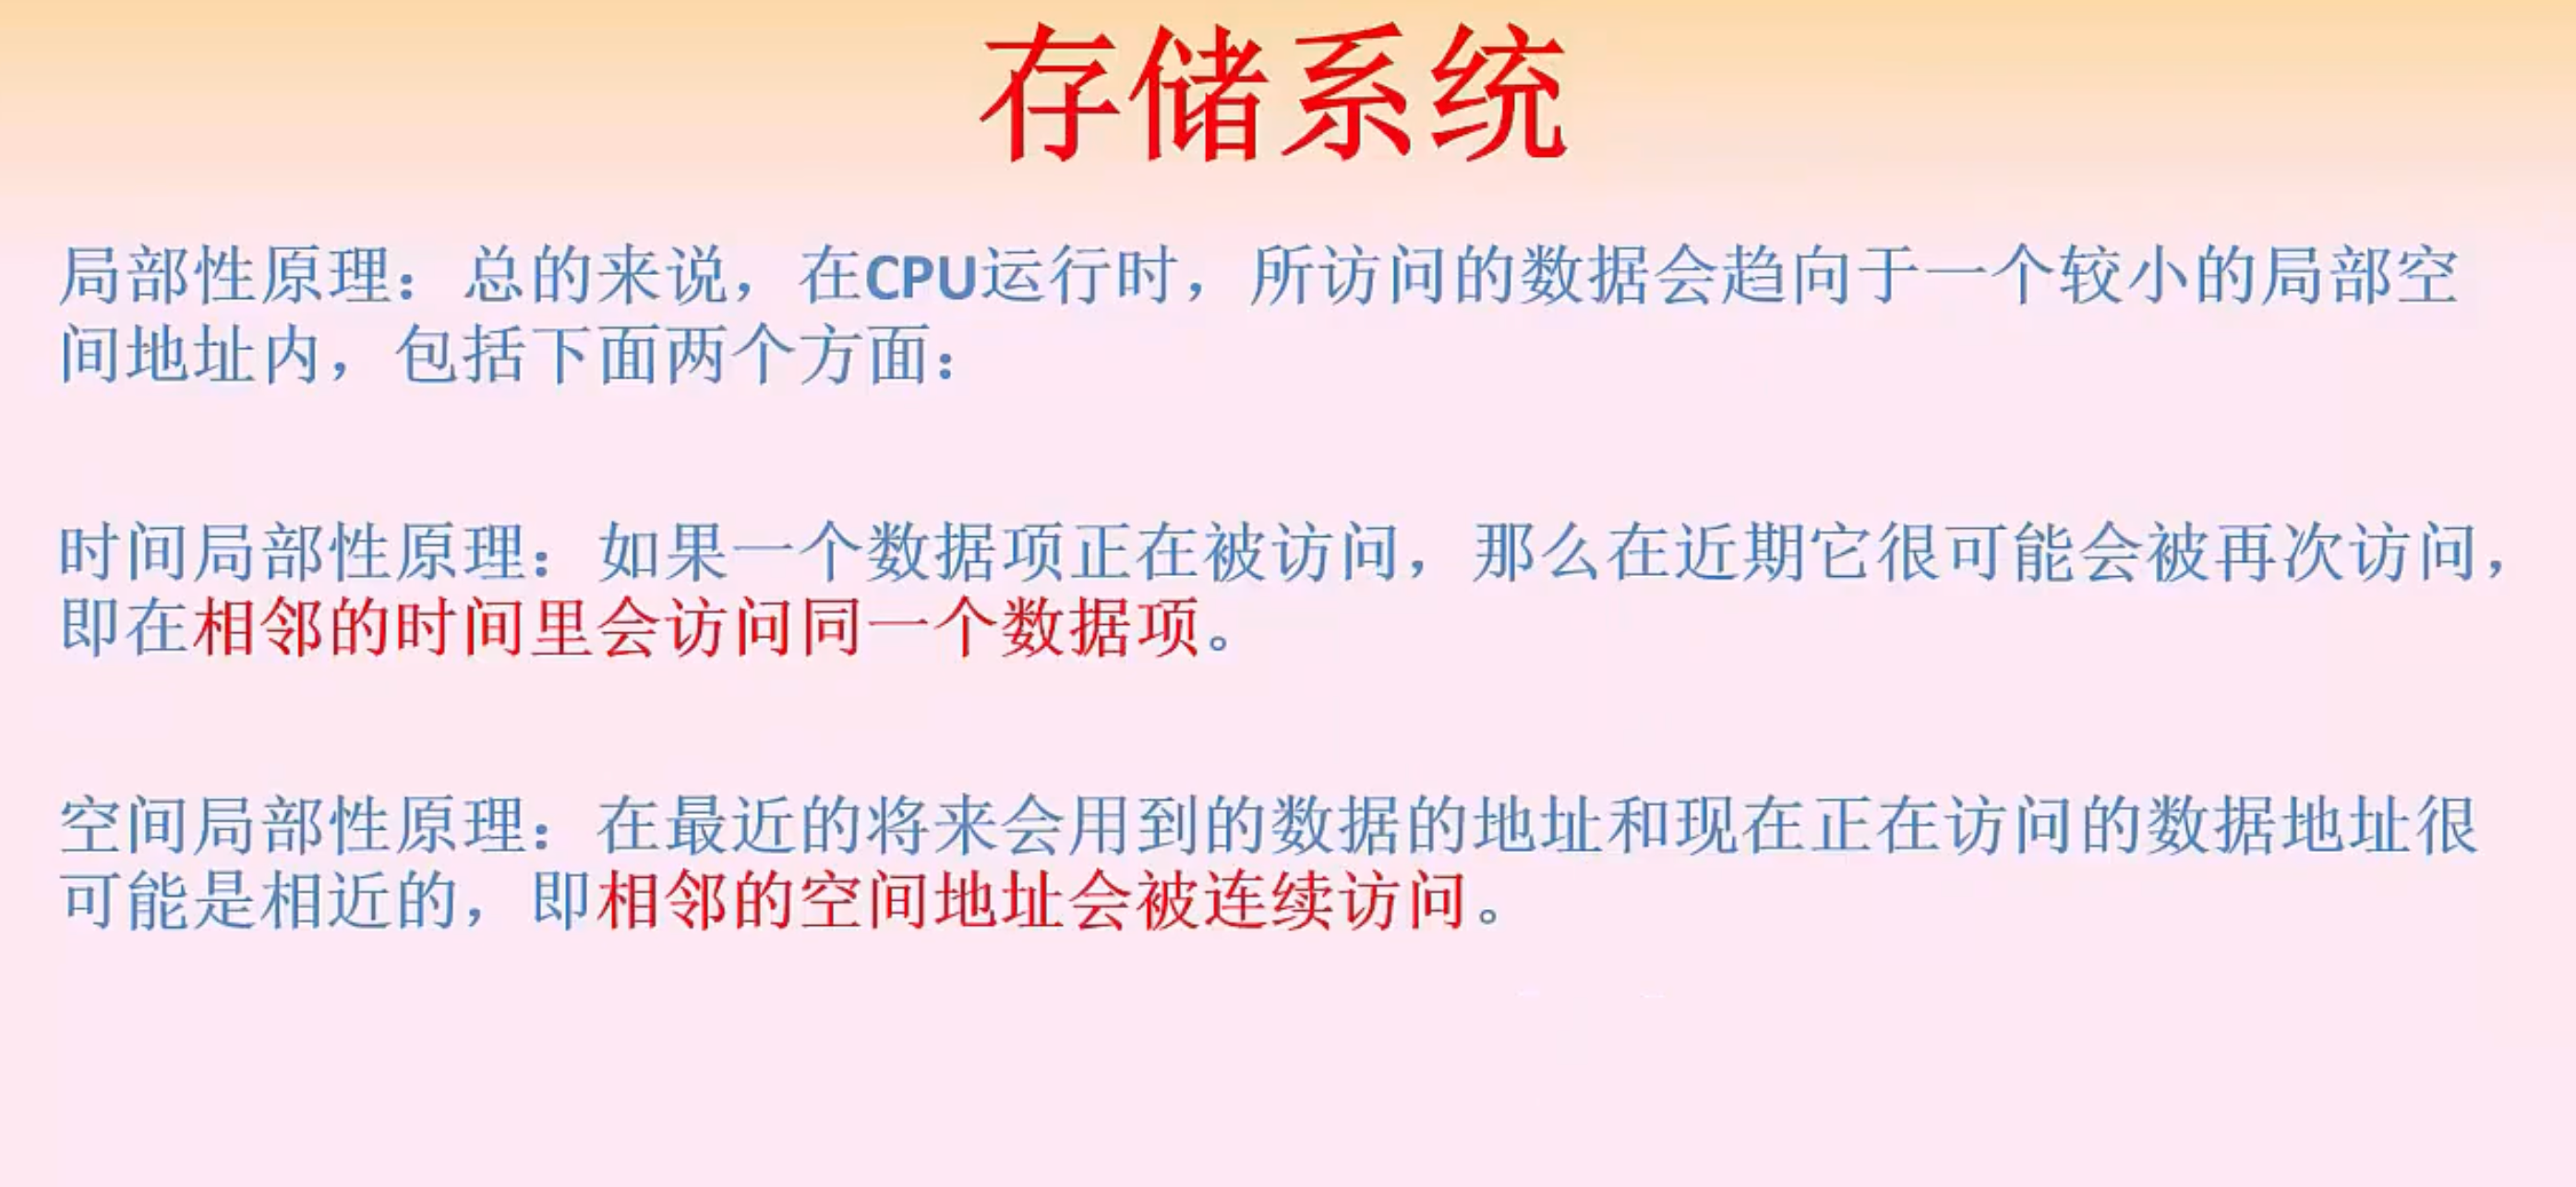 存储系统
局部性原理：总的来说，在CPU运行时，所访问的数据会趋向于一个较小的局部空
间地址内，包括下面两个方面：
时间局部性原理：如果一个数据项正在被访问，那么在近期它很可能会被再次访问，
即在相邻的时间里会访问同一个数据项。
空间局部性原理：在最近的将来会用到的数据的地址和现在正在访问的数据地址很
可能是相近的，即相邻的空间地址会被连续访问。